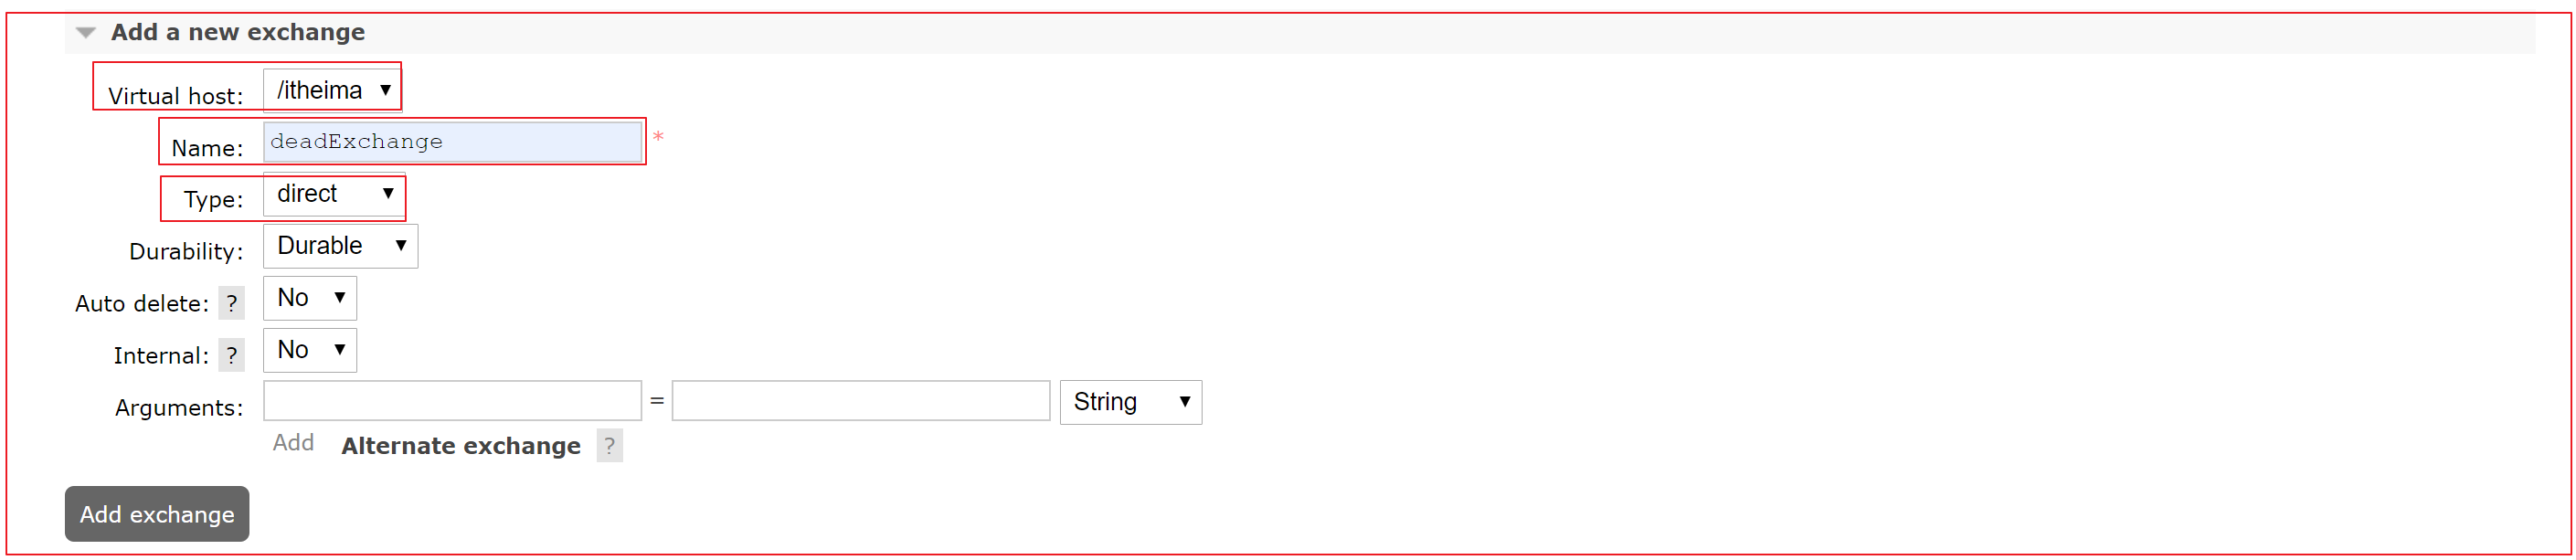 Add a new exchange
Virtual host: /itheima
Name: deadExchange *
Type: direct
Durability: Durable
Auto delete: ? No
Internal: ? No
Arguments: = String
Add Alternate exchange ?
Add exchange